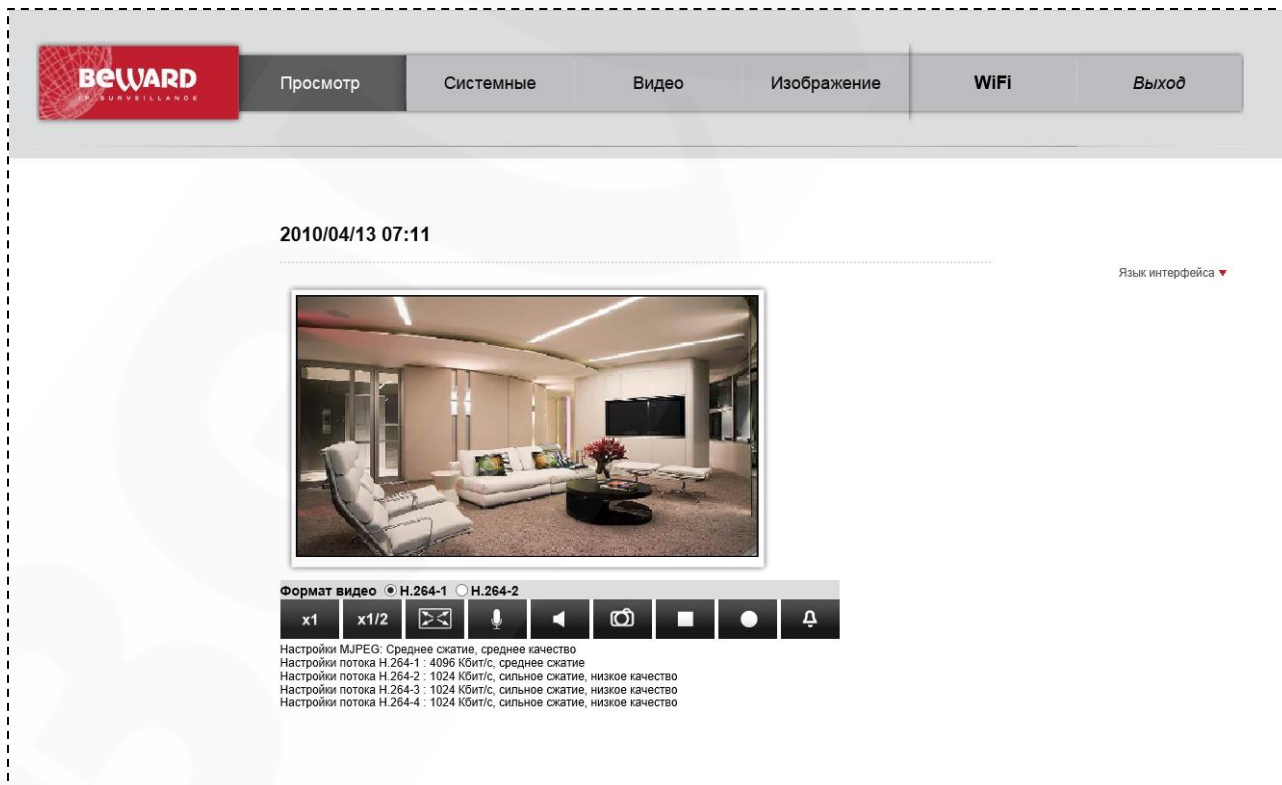 BEWARD
IP SURVEILLANCE
Просмотр
Системные
Видео
Изображение
WiFi
Выход
2010/04/13 07:11
Язык интерфейса
Формат видео H.264-1 H.264-2
x1
x1/2
Настройки MJPEG: Среднее сжатие, среднее качество
Настройки потока H.264-1 : 4096 Кбит/с, среднее сжатие
Настройки потока H.264-2 : 1024 Кбит/с, сильное сжатие, низкое качество
Настройки потока H.264-3 : 1024 Кбит/с, сильное сжатие, низкое качество
Настройки потока H.264-4 : 1024 Кбит/с, сильное сжатие, низкое качество